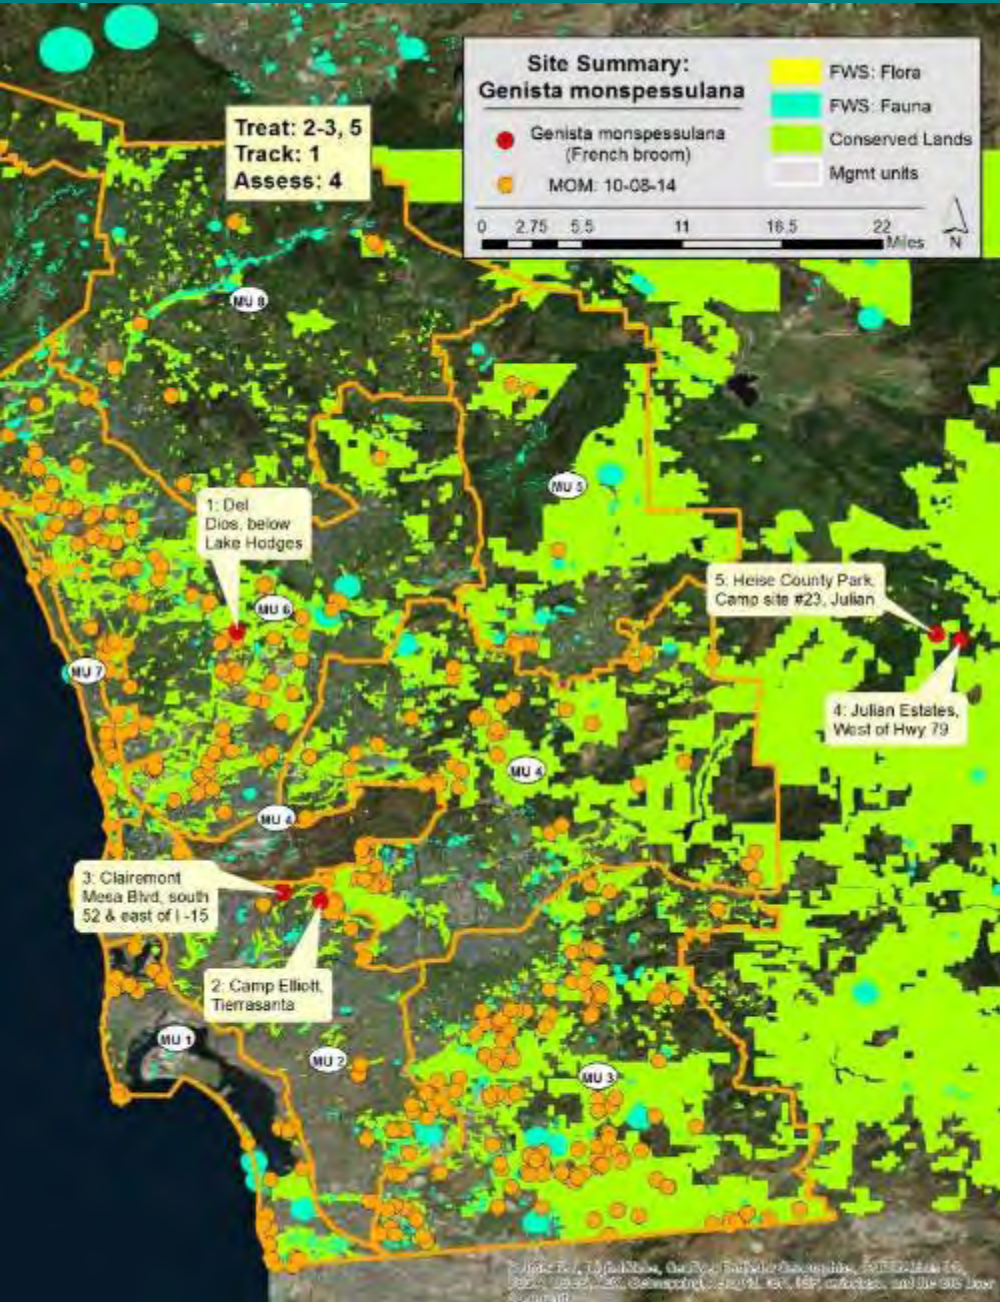 Site Summary:
Genista monspessulana
Genista monspessulana
(French broom)
MOM: 10-08-14
FWS: Flora
FWS: Fauna
Conserved Lands
Mgmt units
0 2.75 5.5 11 16.5 22
Miles
N
Treat: 2-3, 5
Track: 1
Assess: 4
MU 8
MU 5
1: Del
Dios, below
Lake Hodges
5: Heise County Park,
Camp site #23, Julian
MU 6
MU 7
4: Julian Estates,
West of Hwy 79
MU 4
MU 4
3: Clairemont
Mesa Blvd, south
52 & east of I -15
2: Camp Elliott,
Tierrasanta
MU 1
MU 2
MU 3